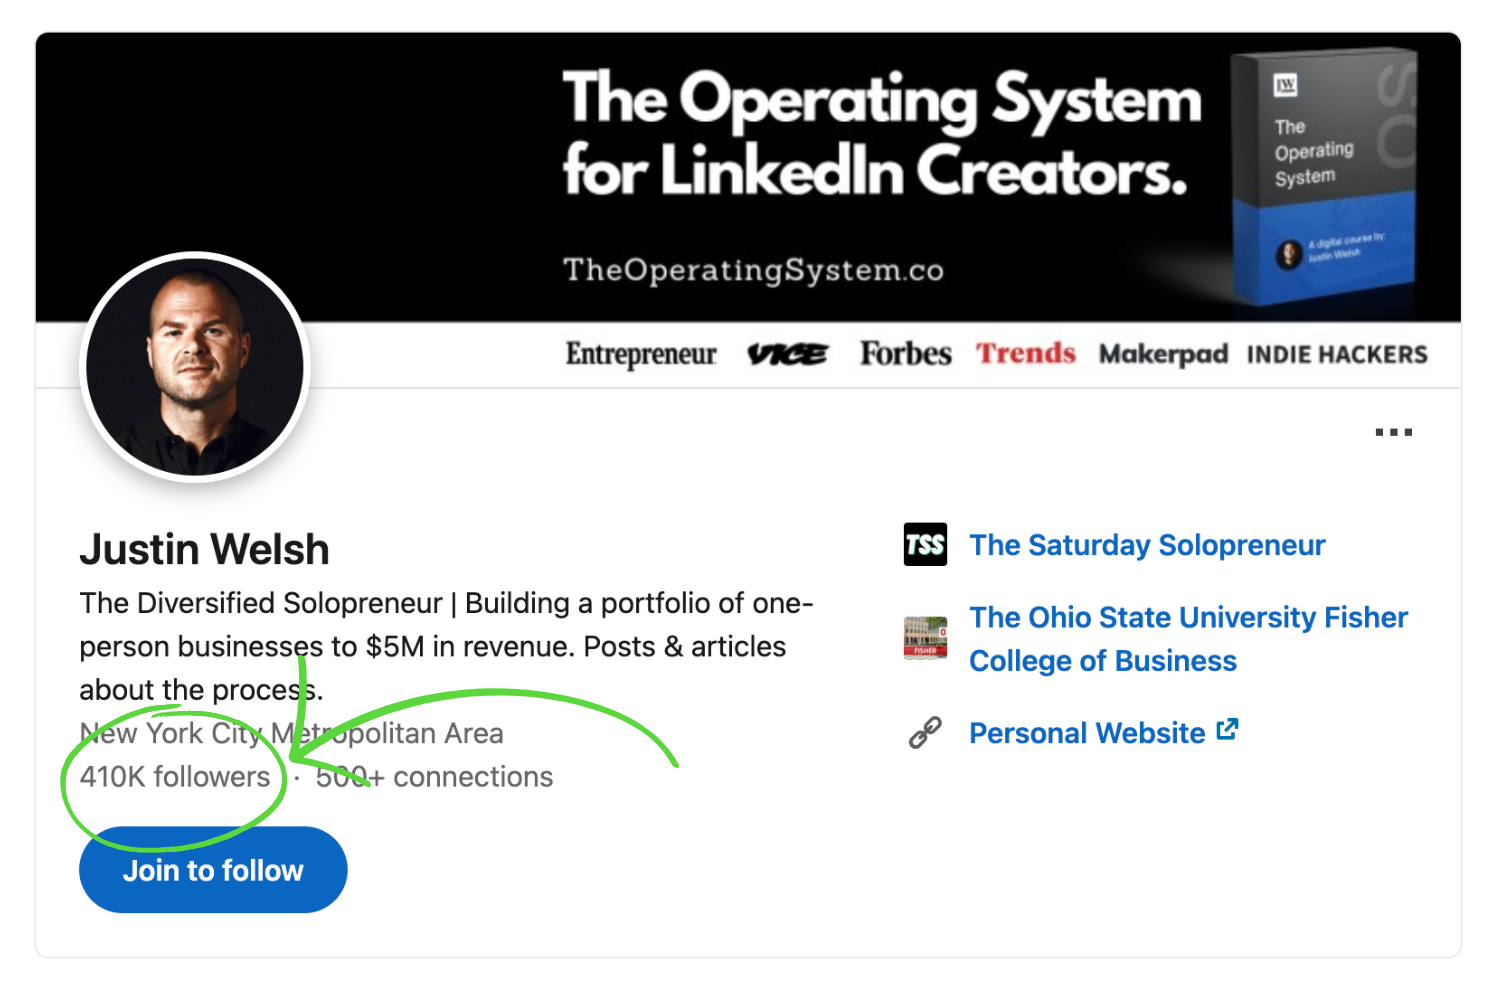 The Operating System
for LinkedIn Creators.
TheOperatingSystem.co
JW
The
Operating
System
OS
A digital course by:
Justin Welsh
Entrepreneur VICE Forbes Trends Makerpad INDIE HACKERS
Justin Welsh
The Diversified Solopreneur | Building a portfolio of one-
person businesses to $5M in revenue. Posts & articles
about the process.
New York City Metropolitan Area
410K followers · 500+ connections
Join to follow
TSS The Saturday Solopreneur
FISHER
The Ohio State University Fisher
College of Business
Personal Website